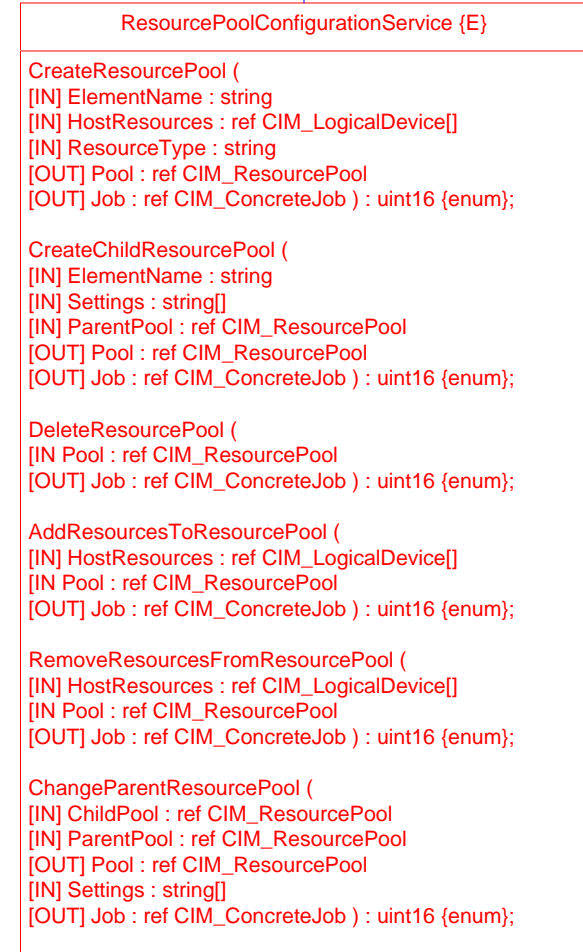 ResourcePoolConfigurationService {E}
CreateResourcePool (
[IN] ElementName : string
[IN] HostResources : ref CIM_LogicalDevice[]
[IN] ResourceType : string
[OUT] Pool : ref CIM_ResourcePool
[OUT] Job : ref CIM_ConcreteJob ) : uint16 {enum};
CreateChildResourcePool (
[IN] ElementName : string
[IN] Settings : string[]
[IN] ParentPool : ref CIM_ResourcePool
[OUT] Pool : ref CIM_ResourcePool
[OUT] Job : ref CIM_ConcreteJob ) : uint16 {enum};
DeleteResourcePool (
[IN Pool : ref CIM_ResourcePool
[OUT] Job : ref CIM_ConcreteJob ) : uint16 {enum};
AddResourcesToResourcePool (
[IN] HostResources : ref CIM_LogicalDevice[]
[IN Pool : ref CIM_ResourcePool
[OUT] Job : ref CIM_ConcreteJob ) : uint16 {enum};
RemoveResourcesFromResourcePool (
[IN] HostResources : ref CIM_LogicalDevice[]
[IN Pool : ref CIM_ResourcePool
[OUT] Job : ref CIM_ConcreteJob ) : uint16 {enum};
ChangeParentResourcePool (
[IN] ChildPool : ref CIM_ResourcePool
[IN] ParentPool : ref CIM_ResourcePool
[OUT] Pool : ref CIM_ResourcePool
[IN] Settings : string[]
[OUT] Job : ref CIM_ConcreteJob ) : uint16 {enum};